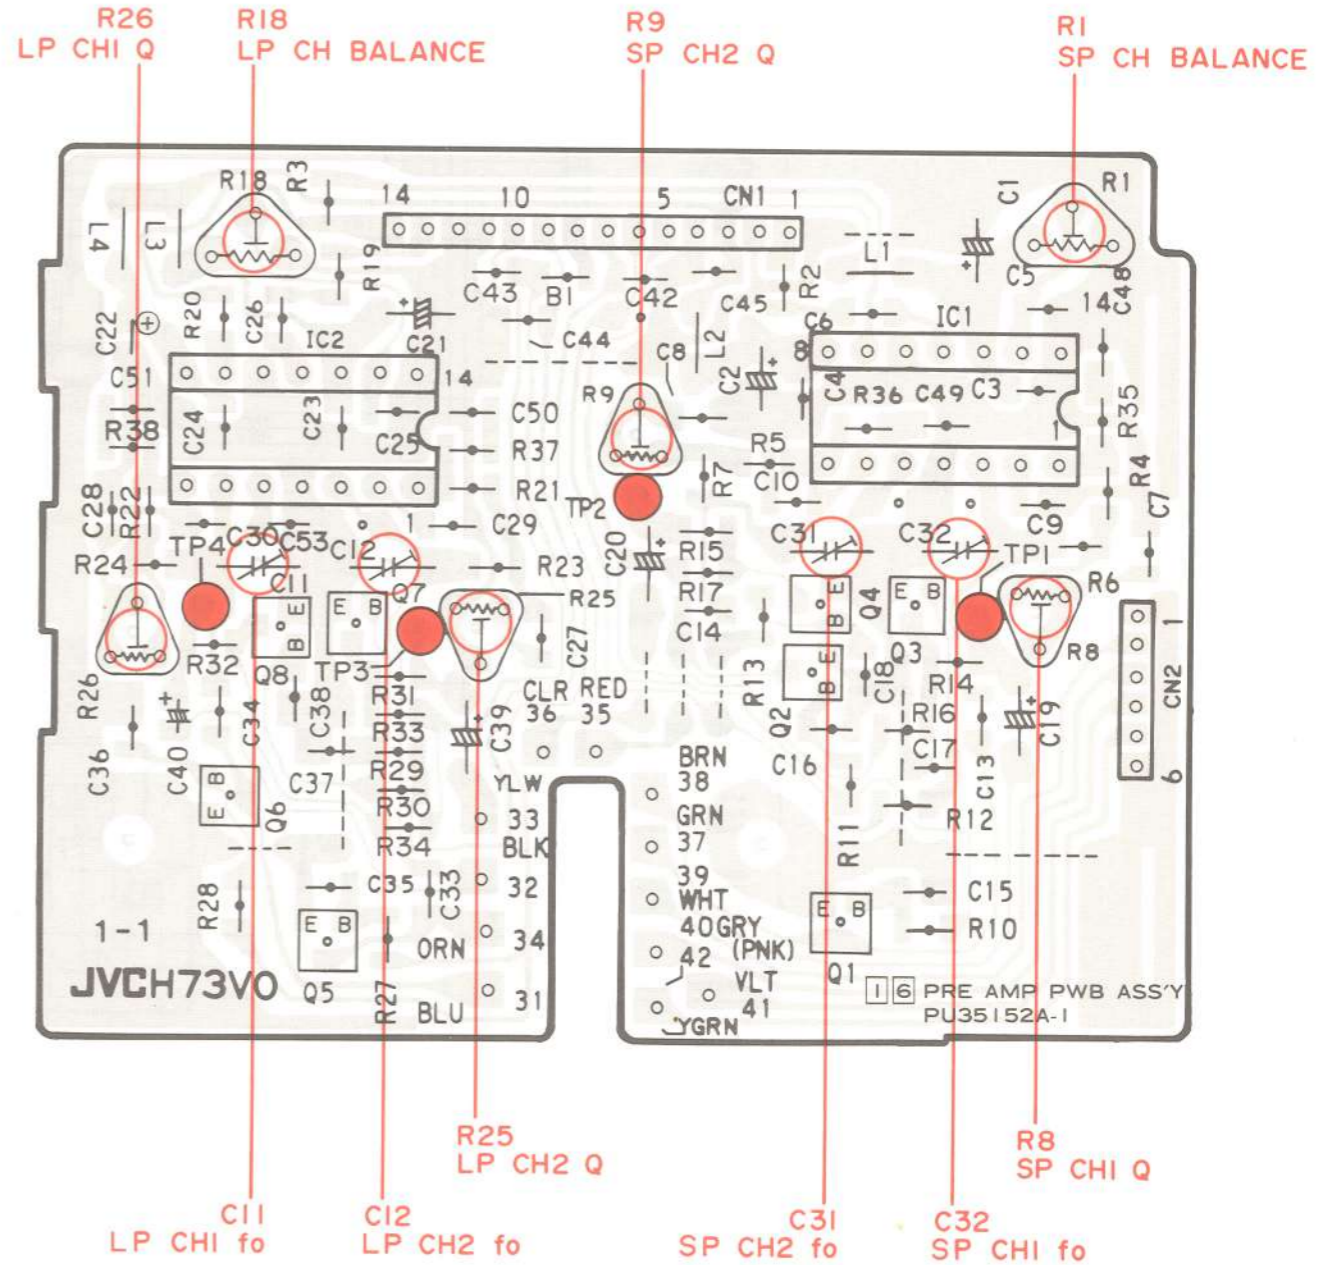 R26
LP CH1 Q
R18
LP CH BALANCE
R9
SP CH2 Q
R1
SP CH BALANCE
R18
R3
14
10
5
CN1
1
C1
R1
L4
L3
R19
L1
C5
C48
C43
B1
C42
C45
R2
14
C22
R20
C26
IC2
C21
C44
C8
L2
C6
8
IC1
C51
14
R9
C2
C4
R36
C49
C3
R35
R38
C24
C23
C25
C50
R37
R5
1
R21
R7
C10
R4
C28
R22
TP2
C7
TP4
C30
C53
C12
1
C29
C20
R15
C31
C32
C9
TP1
R24
C11
Q7
R23
R25
R17
Q4
R6
E
B
E
B
C14
E
B
E
B
1
R32
Q8
TP3
C27
R13
E
B
C18
Q3
R8
R26
R31
CLR
RED
R14
CN2
C34
C38
36
35
Q2
R16
C36
C40
R33
C39
C16
C17
C13
C19
C37
R29
YLW
BRN
38
6
E
B
Q6
R30
33
GRN
R11
R12
R34
BLK
37
R28
C35
C33
32
39
WHT
C15
1-1
E
B
ORN
34
40 GRY
(PNK)
E
B
R10
42
JVC H73V0
Q5
R27
BLU
31
VLT
41
Q1
1 6 PRE AMP PWB ASS'Y
PU35152A-1
YGRN
R25
LP CH2 Q
R8
SP CH1 Q
C11
LP CH1 fo
C12
LP CH2 fo
C31
SP CH2 fo
C32
SP CH1 fo